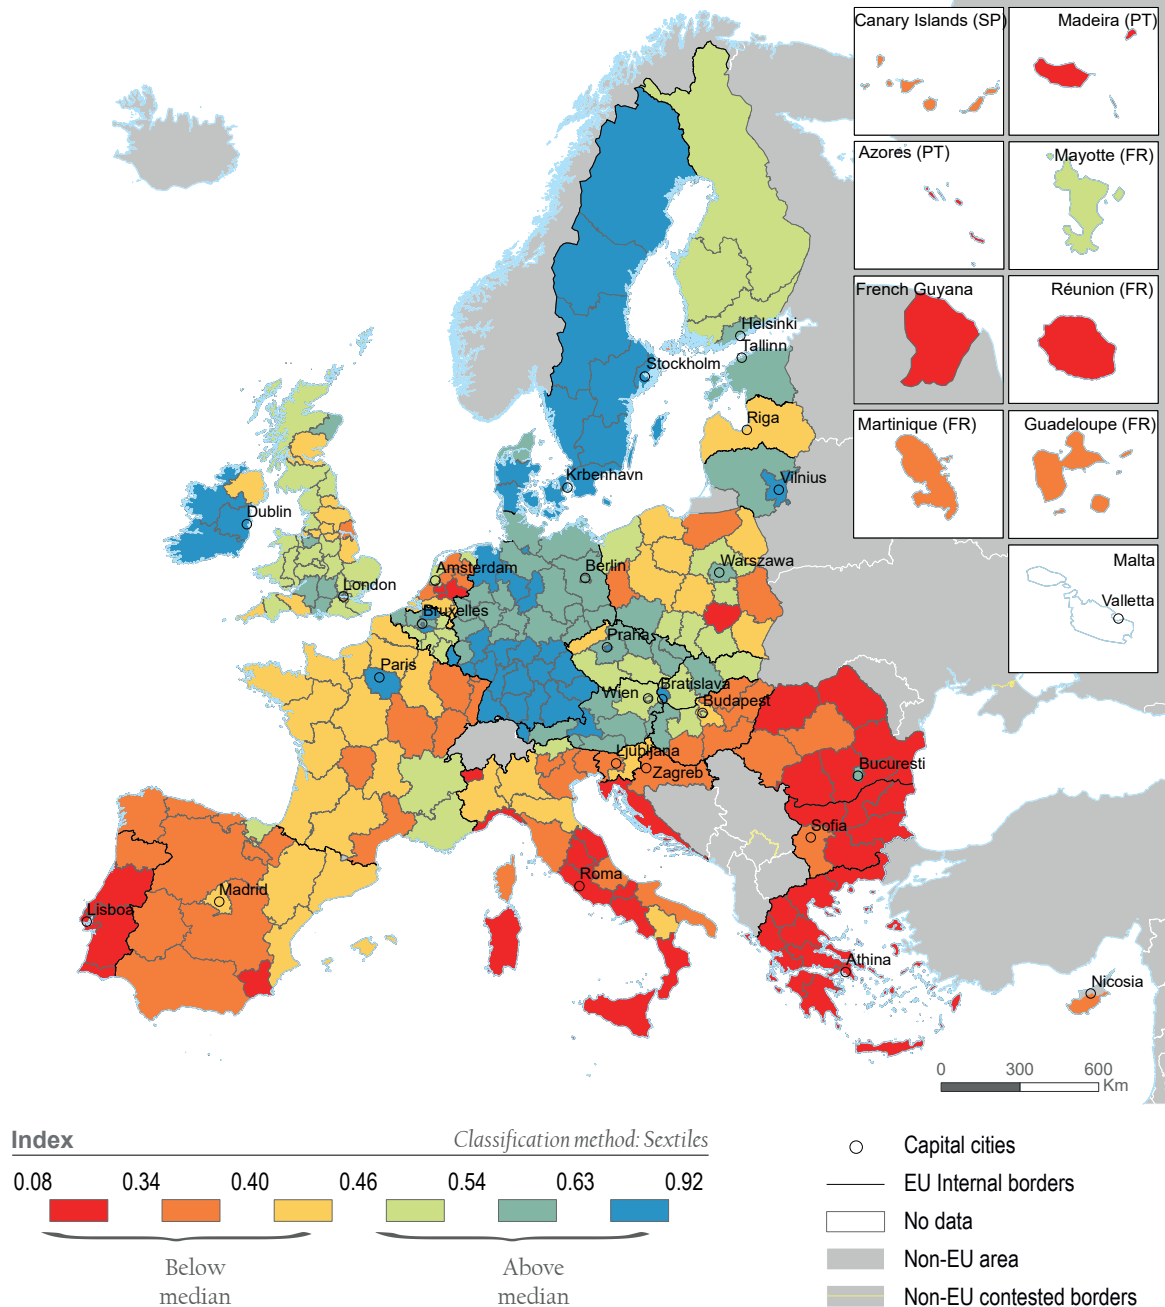 Canary Islands (SP)
Madeira (PT)
Azores (PT)
Mayotte (FR)
French Guyana
Réunion (FR)
Martinique (FR)
Guadeloupe (FR)
Malta
Valletta
Helsinki
Tallinn
Stockholm
Riga
Krbenhavn
Vilnius
Dublin
Amsterdam
Berlin
Warszawa
London
Bruxelles
Praha
Paris
Wien
Bratislava
Budapest
Ljubljana
Zagreb
Bucuresti
Sofia
Roma
Madrid
Lisboa
Athina
Nicosia
0 300 600
Km
Index
Classification method: Sextiles
0.08 0.34 0.40 0.46 0.54 0.63 0.92
Below
median
Above
median
Capital cities
EU Internal borders
No data
Non-EU area
Non-EU contested borders